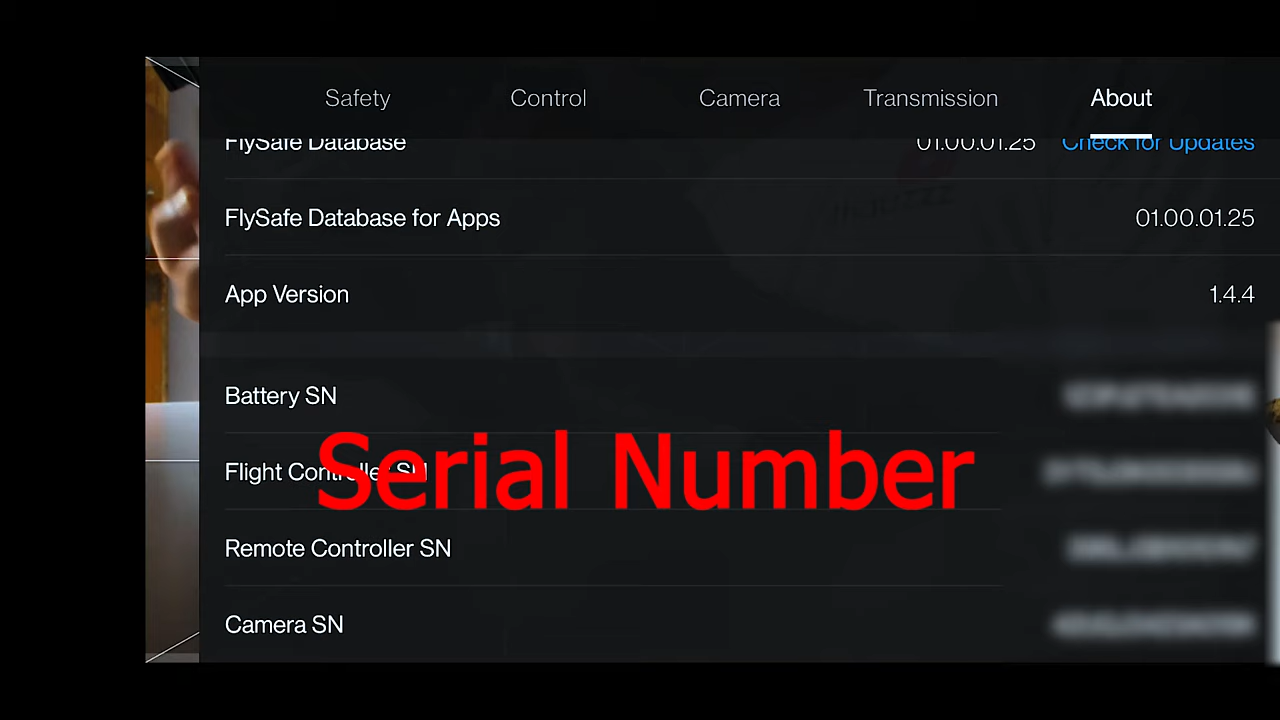 Safety Control Camera Transmission About
FlySafe Database 01.00.01.25 Check for Updates
FlySafe Database for Apps 01.00.01.25
App Version 1.4.4
Battery SN
Flight Controller SN
Serial Number
Remote Controller SN
Camera SN